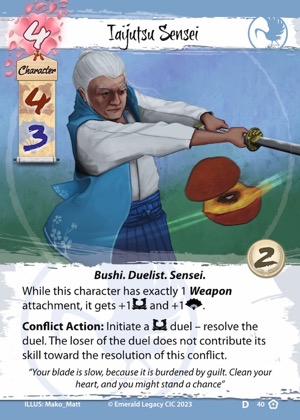 4
Iaijutsu Sensei
Character
4
3
2
Bushi. Duelist. Sensei.
While this character has exactly 1 Weapon
attachment, it gets +1 and +1.
Conflict Action: Initiate a duel – resolve the
duel. The loser of the duel does not contribute its
skill toward the resolution of this conflict.
“Your blade is slow, because it is burdened by guilt. Clean your
heart, and you might stand a chance”
ILLUS: Mako_Matt © Emerald Legacy CIC 2023 D 40